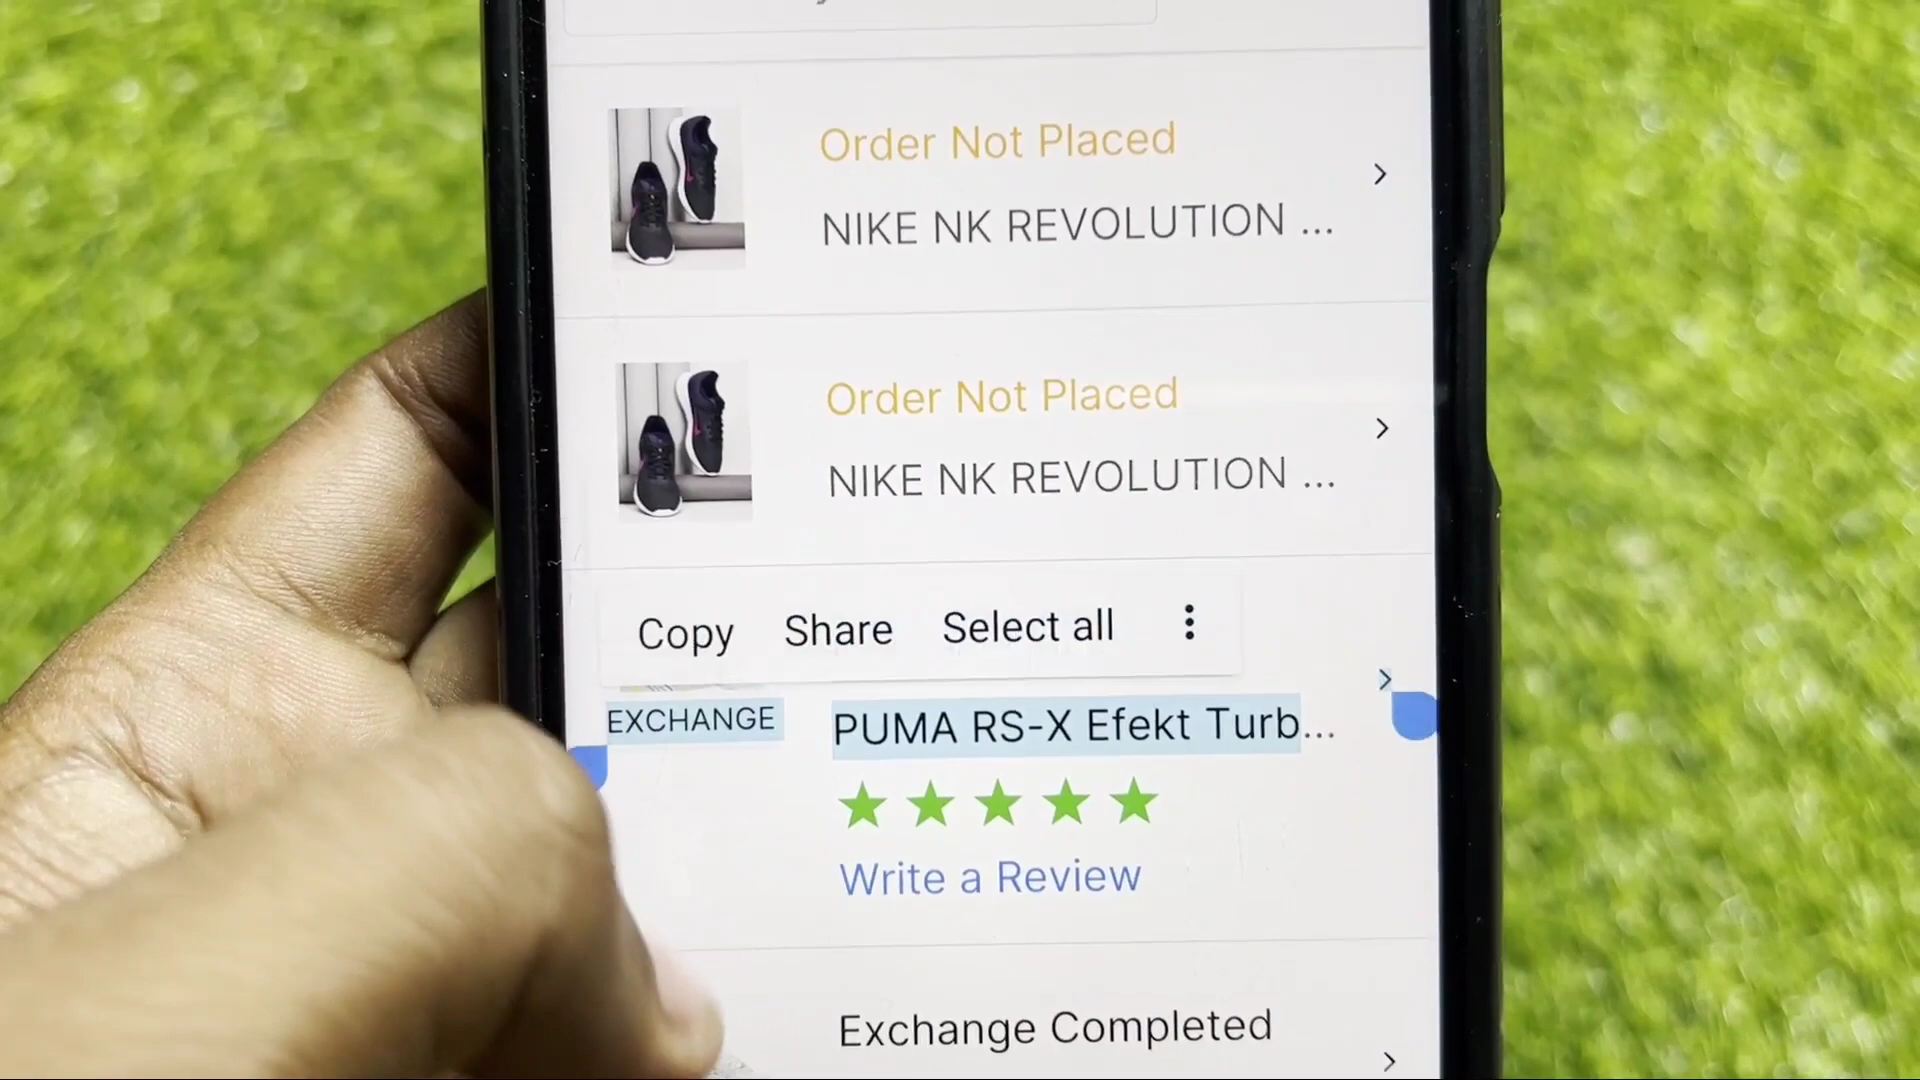 Order Not Placed
NIKE NK REVOLUTION ...
Order Not Placed
NIKE NK REVOLUTION ...
Copy Share Select all
EXCHANGE
PUMA RS-X Efekt Turb...
Write a Review
Exchange Completed